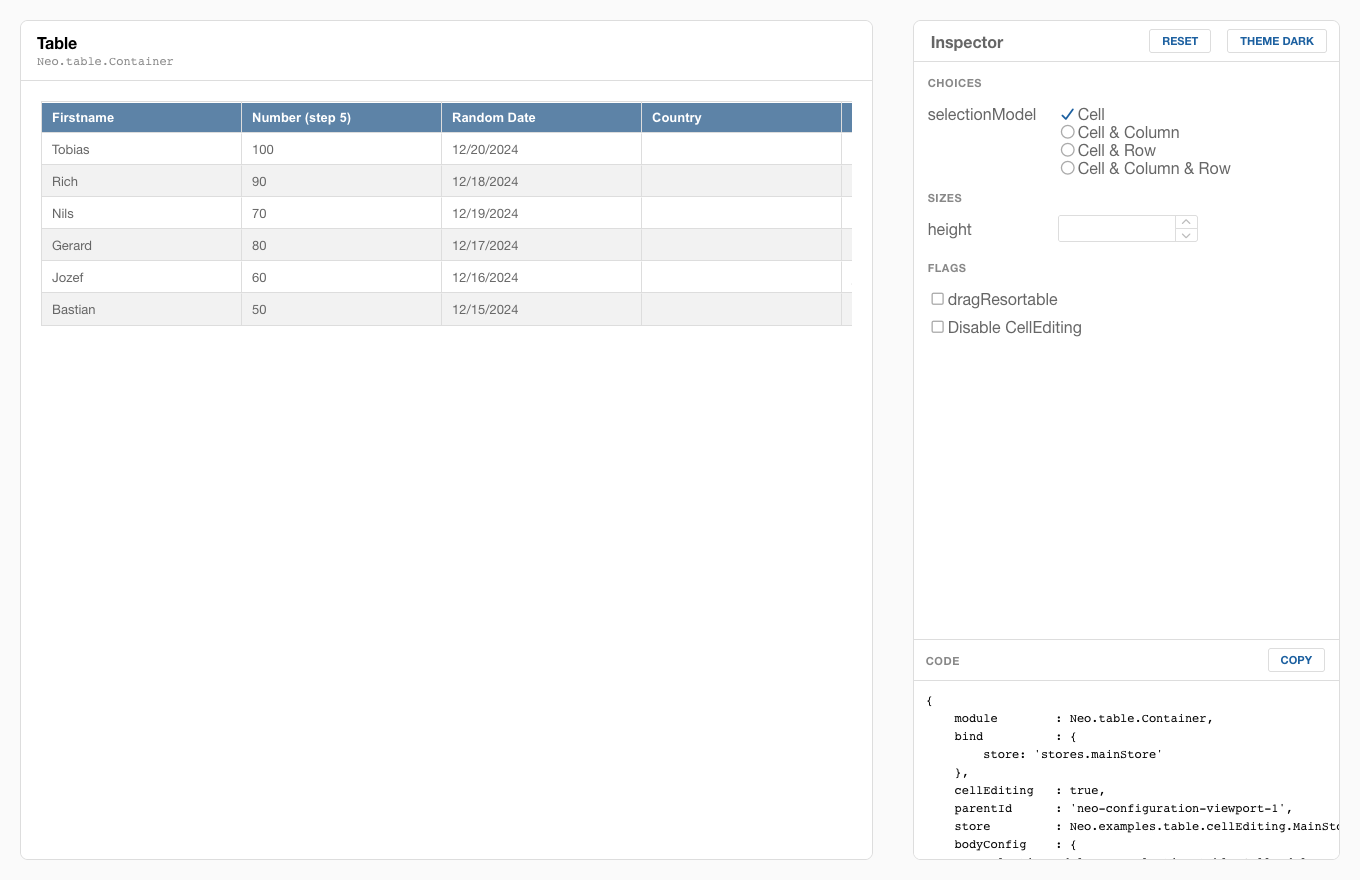 Table
Neo.table.Container
Firstname Number (step 5) Random Date Country
Tobias 100 12/20/2024
Rich 90 12/18/2024
Nils 70 12/19/2024
Gerard 80 12/17/2024
Jozef 60 12/16/2024
Bastian 50 12/15/2024
Inspector RESET THEME DARK
CHOICES
selectionModel Cell
Cell & Column
Cell & Row
Cell & Column & Row
SIZES
height
FLAGS
dragResortable
Disable CellEditing
CODE COPY
{
module : Neo.table.Container,
bind : {
store: 'stores.mainStore'
},
cellEditing : true,
parentId : 'neo-configuration-viewport-1',
store : Neo.examples.table.cellEditing.MainSto
bodyConfig : {